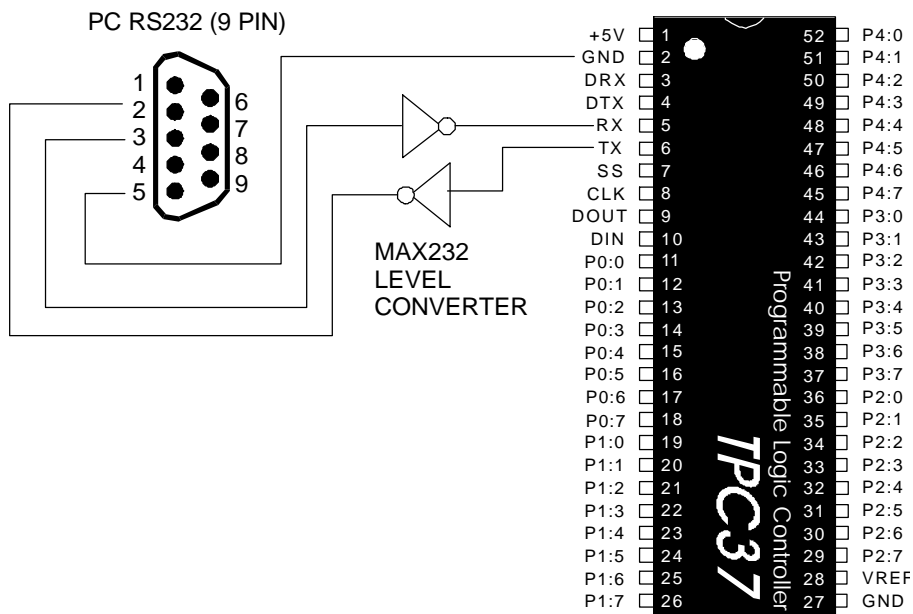 PC RS232 (9 PIN)
1
2
3
4
5
6
7
8
9
MAX232
LEVEL
CONVERTER
+5V 1 52 P4:0
GND 2 51 P4:1
DRX 3 50 P4:2
DTX 4 49 P4:3
RX 5 48 P4:4
TX 6 47 P4:5
SS 7 46 P4:6
CLK 8 45 P4:7
DOUT 9 44 P3:0
DIN 10 43 P3:1
P0:0 11 42 P3:2
P0:1 12 41 P3:3
P0:2 13 40 P3:4
P0:3 14 39 P3:5
P0:4 15 38 P3:6
P0:5 16 37 P3:7
P0:6 17 36 P2:0
P0:7 18 35 P2:1
P1:0 19 34 P2:2
P1:1 20 33 P2:3
P1:2 21 32 P2:4
P1:3 22 31 P2:5
P1:4 23 30 P2:6
P1:5 24 29 P2:7
P1:6 25 28 VREF
P1:7 26 27 GND
Programmable Logic Controller
TPC37